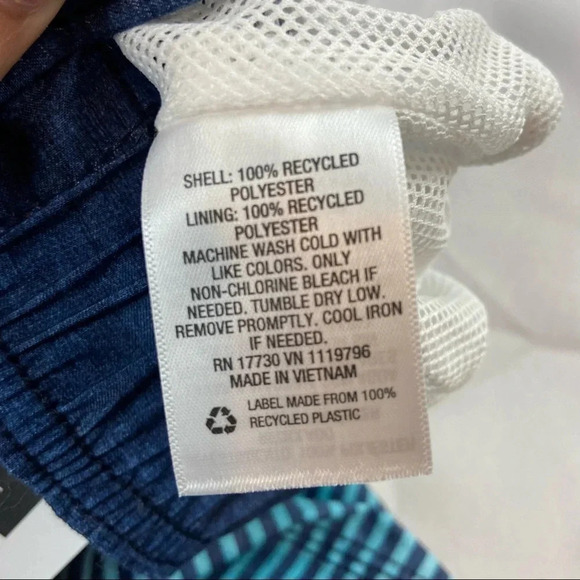 SHELL: 100% RECYCLED
POLYESTER
LINING: 100% RECYCLED
POLYESTER
MACHINE WASH COLD WITH
LIKE COLORS. ONLY
NON-CHLORINE BLEACH IF
NEEDED. TUMBLE DRY LOW.
REMOVE PROMPTLY. COOL IRON
IF NEEDED.
RN 17730 VN 1119796
MADE IN VIETNAM
LABEL MADE FROM 100%
RECYCLED PLASTIC